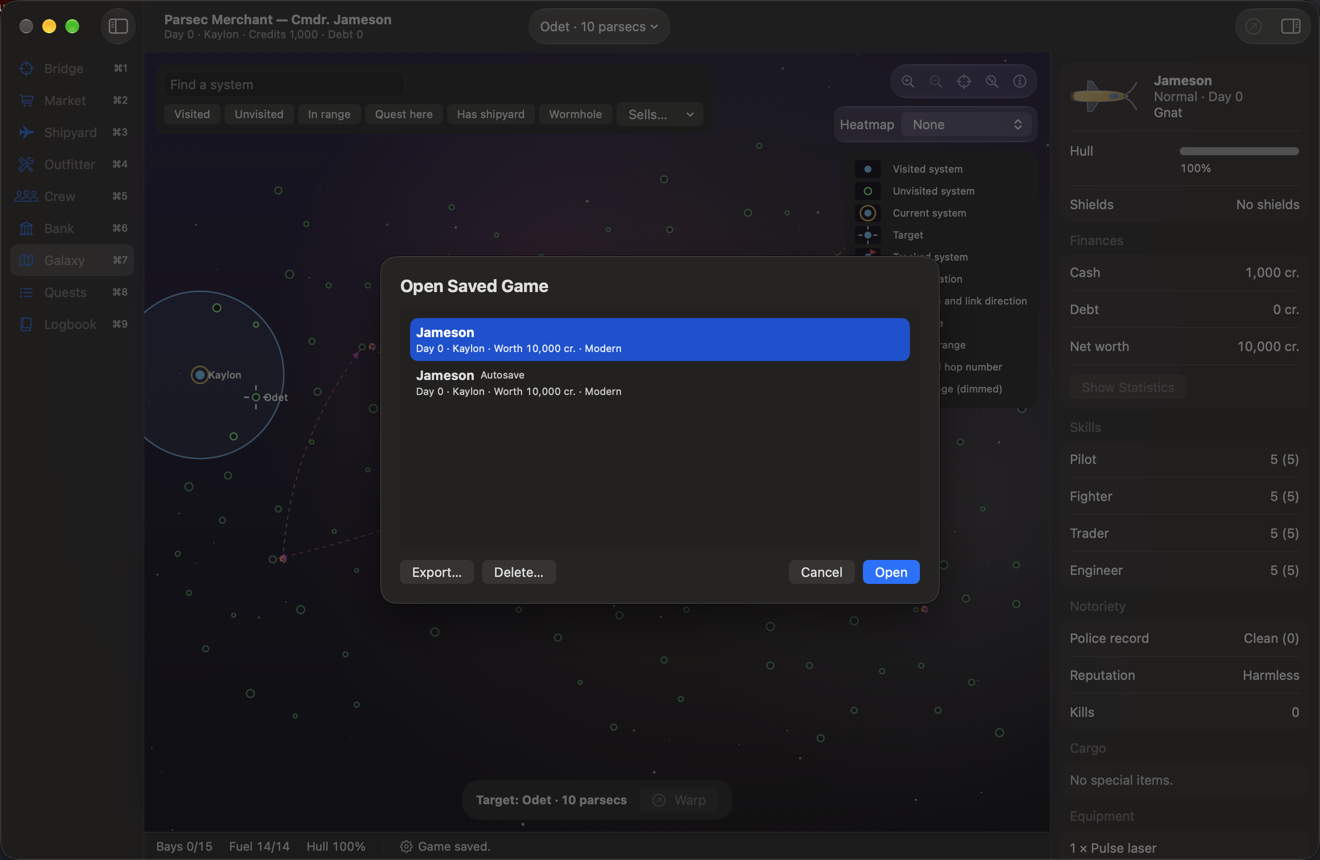 Parsec Merchant — Cmdr. Jameson
Day 0 · Kaylon · Credits 1,000 · Debt 0
Odet · 10 parsecs
Bridge ⌘1
Market ⌘2
Shipyard ⌘3
Outfitter ⌘4
Crew ⌘5
Bank ⌘6
Galaxy ⌘7
Quests ⌘8
Logbook ⌘9
Find a system
Visited Unvisited In range Quest here Has shipyard Wormhole Sells...
Heatmap None
Visited system
Unvisited system
Current system
Target
Tracked system
and link direction
range
hop number
(dimmed)
Kaylon
Odet
Open Saved Game
Jameson
Day 0 · Kaylon · Worth 10,000 cr. · Modern
Jameson Autosave
Day 0 · Kaylon · Worth 10,000 cr. · Modern
Export... Delete... Cancel Open
Target: Odet · 10 parsecs Warp
Bays 0/15 Fuel 14/14 Hull 100% Game saved.
Jameson
Normal · Day 0
Gnat
Hull
100%
Shields No shields
Finances
Cash 1,000 cr.
Debt 0 cr.
Net worth 10,000 cr.
Show Statistics
Skills
Pilot 5 (5)
Fighter 5 (5)
Trader 5 (5)
Engineer 5 (5)
Notoriety
Police record Clean (0)
Reputation Harmless
Kills 0
Cargo
No special items.
Equipment
1 × Pulse laser